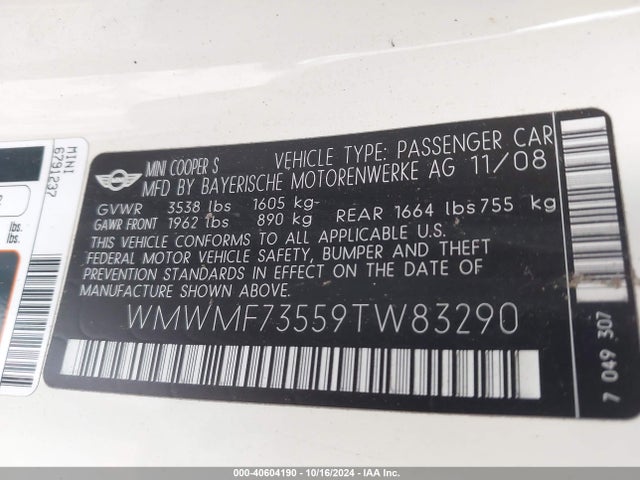 MINI
6791237
lbs.
lbs.
MINI COOPER S VEHICLE TYPE: PASSENGER CAR
MFD BY BAYERISCHE MOTORENWERKE AG 11/08
GVWR 3538 lbs 1605 kg-
GAWR FRONT 1962 lbs 890 kg REAR 1664 lbs 755 kg
THIS VEHICLE CONFORMS TO ALL APPLICABLE U.S.
FEDERAL MOTOR VEHICLE SAFETY, BUMPER AND THEFT
PREVENTION STANDARDS IN EFFECT ON THE DATE OF
MANUFACTURE SHOWN ABOVE.
WMWMF73559TW83290
7 049 307
000-40604190 - 10/16/2024 - IAA Inc.